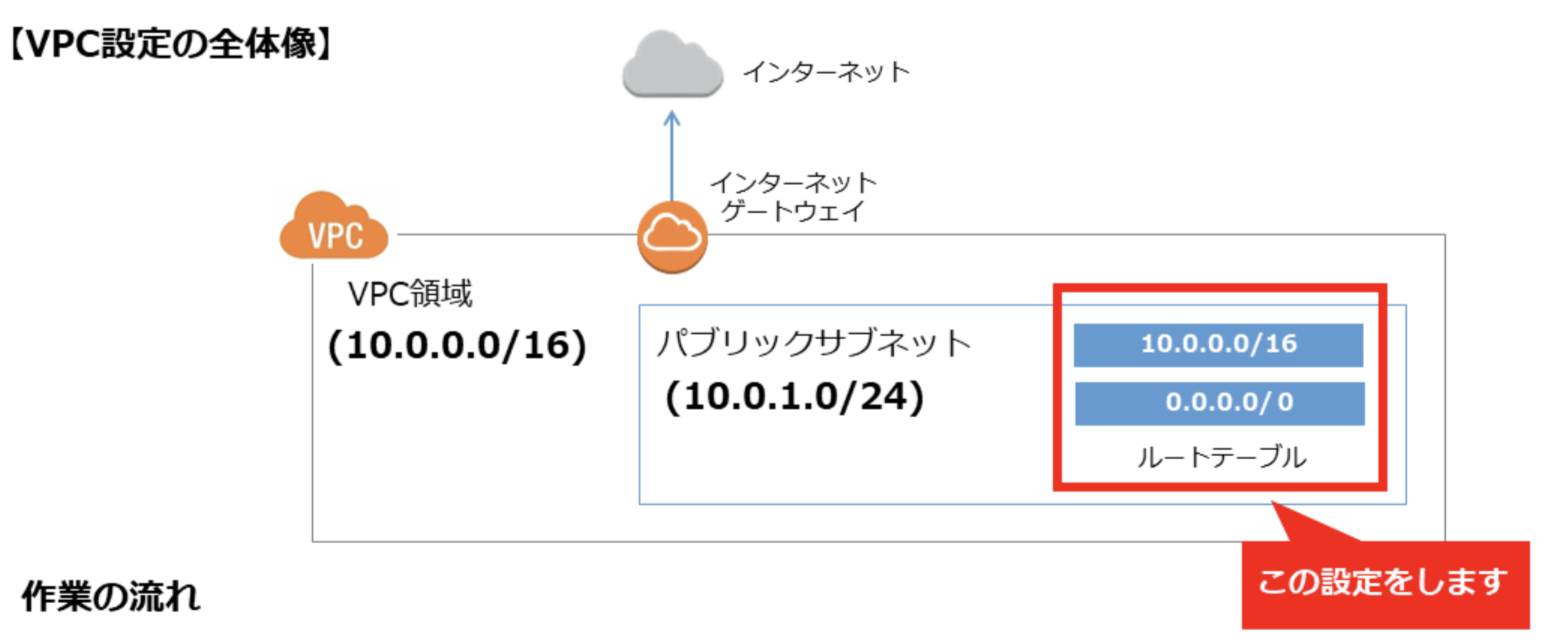 【VPC設定の全体像】
インターネット
インターネット
ゲートウェイ
VPC
VPC領域
(10.0.0.0/16)
パブリックサブネット
(10.0.1.0/24)
10.0.0.0/16
0.0.0.0/ 0
ルートテーブル
この設定をします
作業の流れ